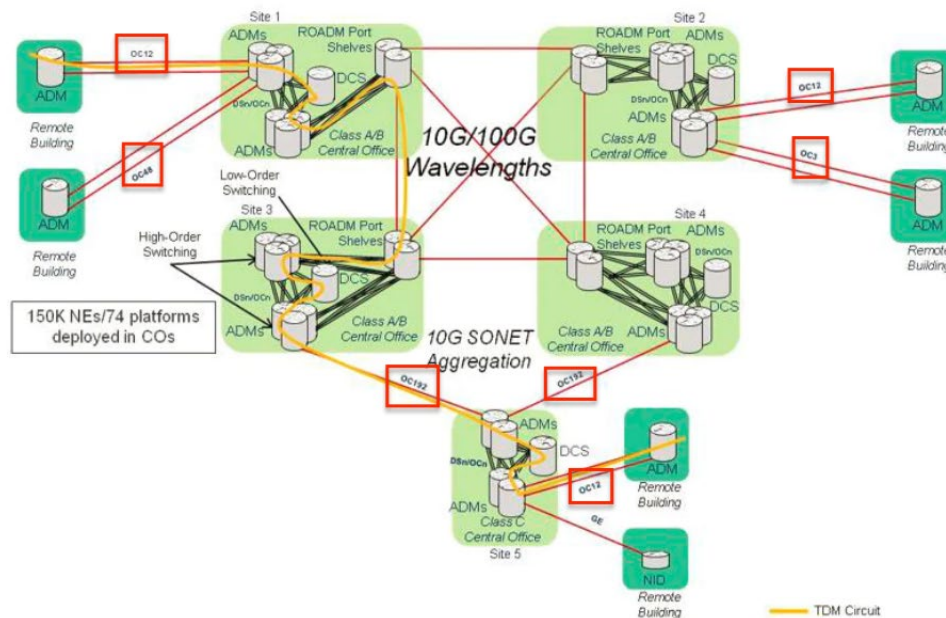 Site 1
ADMs
ROADM Port
Shelves
DCS
DSn/OCn
ADMs
Class A/B
Central Office
OC12
ADM
Remote
Building
OC48
ADM
Remote
Building
Site 2
ROADM Port
Shelves
ADMs
DCS
DSn/OCn
Class A/B
Central Office
ADMs
OC12
ADM
Remote
Building
OC3
ADM
Remote
Building
10G/100G
Wavelengths
Low-Order
Switching
High-Order
Switching
Site 3
ADMs
ROADM Port
Shelves
DCS
DSn/OCn
ADMs
Class A/B
Central Office
150K NEs/74 platforms
deployed in COs
Site 4
ROADM Port
Shelves
ADMs
DCS
DSn/OCn
ADMs
Class A/B
Central Office
10G SONET
Aggregation
OC192
OC192
ADMs
DCS
DSn/OCn
ADMs
Class C
Central Office
Site 5
OC12
ADM
Remote
Building
GE
NID
Remote
Building
TDM Circuit